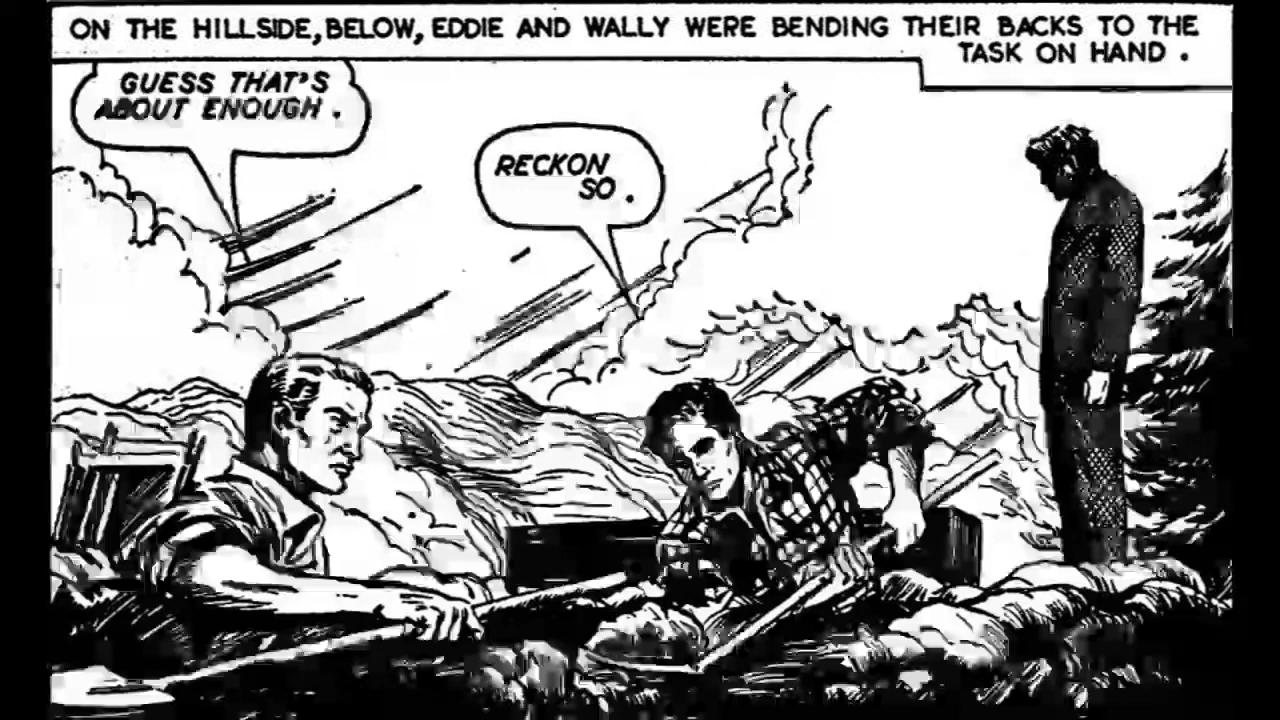 ON THE HILLSIDE, BELOW, EDDIE AND WALLY WERE BENDING THEIR BACKS TO THE
TASK ON HAND.
GUESS THAT'S
ABOUT ENOUGH.
RECKON
SO.